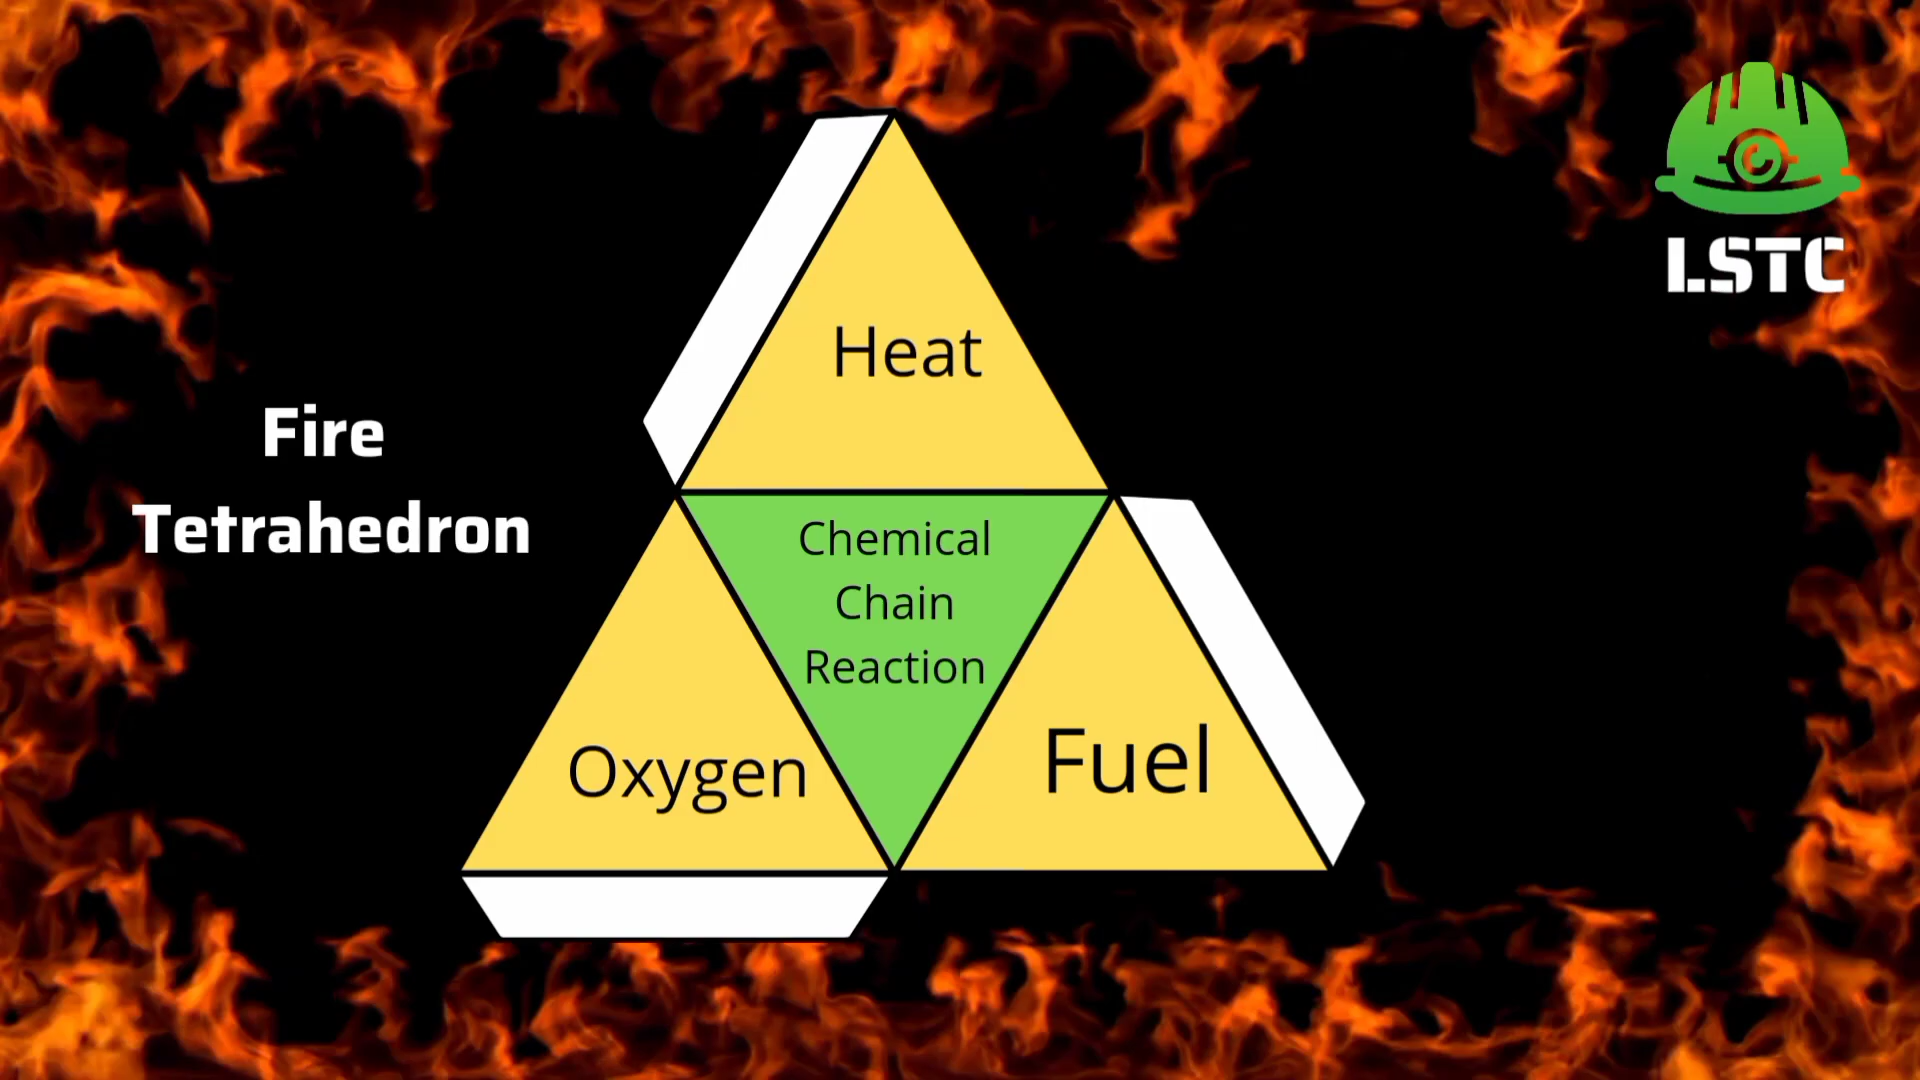 LSTC
Heat
Fire
Tetrahedron
Chemical
Chain
Reaction
Oxygen
Fuel